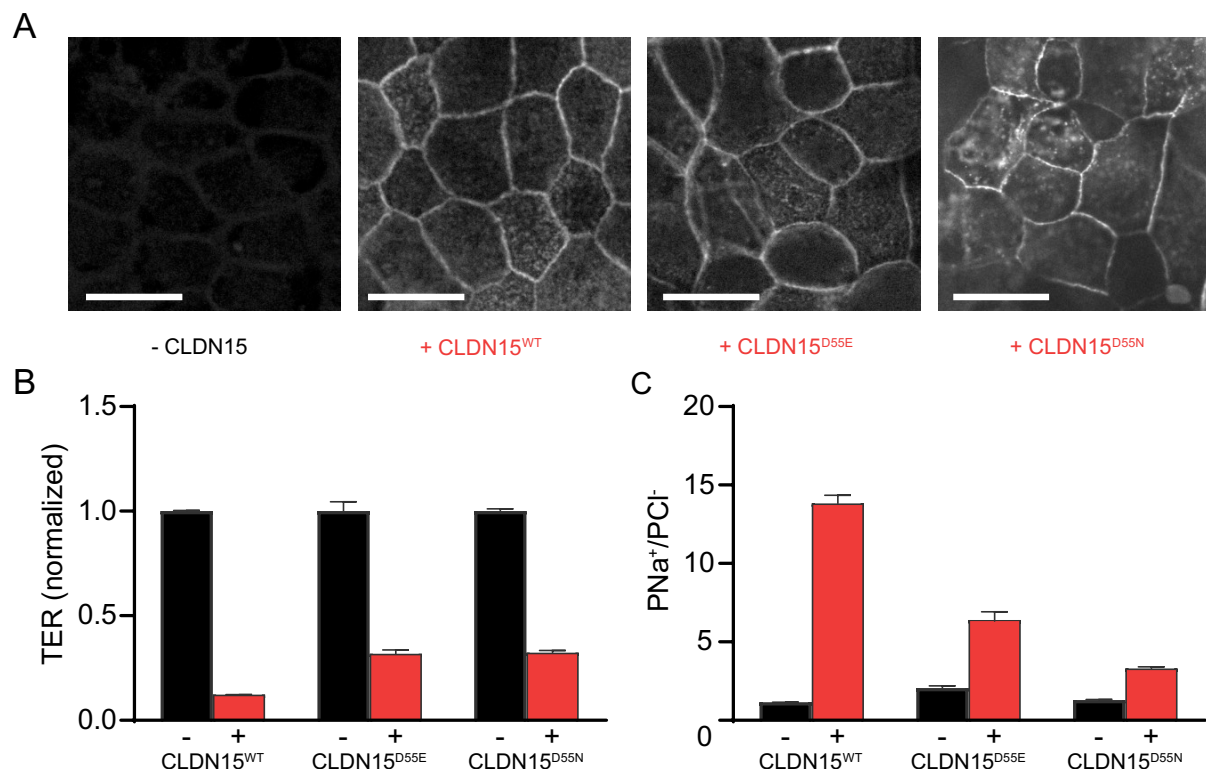 A
- CLDN15
+ CLDN15WT
+ CLDN15D55E
+ CLDN15D55N
B
TER (normalized)
1.5
1.0
0.5
0.0
- + - + - +
CLDN15WT CLDN15D55E CLDN15D55N
C
PNa+/PCl-
20
15
10
5
0
- + - + - +
CLDN15WT CLDN15D55E CLDN15D55N